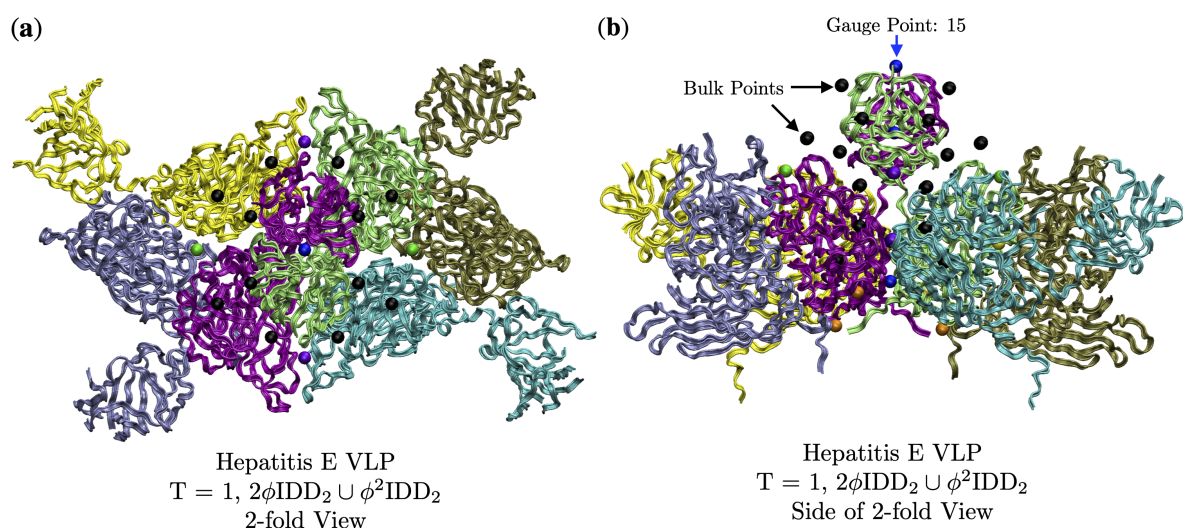 (a)
(b)
Gauge Point: 15
Bulk Points
Hepatitis E VLP
T = 1, 2ϕIDD₂ ∪ ϕ²IDD₂
2-fold View
Hepatitis E VLP
T = 1, 2ϕIDD₂ ∪ ϕ²IDD₂
Side of 2-fold View